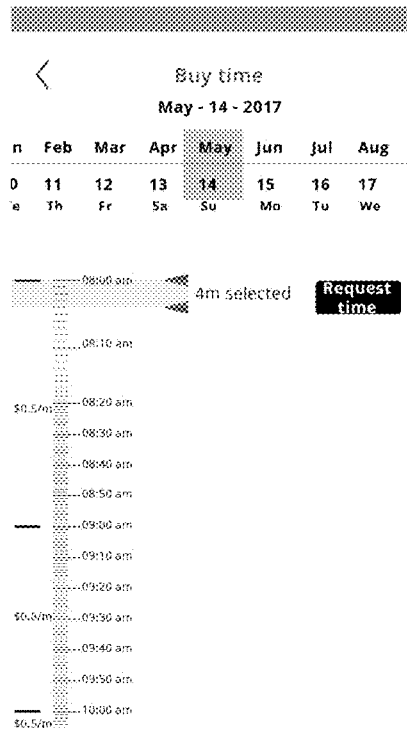 Buy time
May - 14 - 2017
n Feb Mar Apr May Jun Jul Aug
0 11 12 13 14 15 16 17
e Th Fr Sa Su Mo Tu We
08:00 am
4m selected
Request time
08:10 am
08:20 am
$0.5/m
08:30 am
08:40 am
08:50 am
09:00 am
09:10 am
09:20 am
09:30 am
09:40 am
09:50 am
10:00 am
$0.5/m